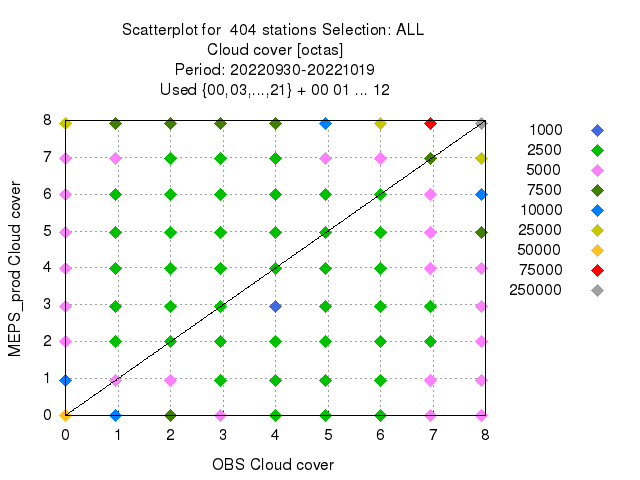 Scatterplot for 404 stations Selection: ALL
Cloud cover [octas]
Period: 20220930-20221019
Used {00,03,...,21} + 00 01 ... 12
8
7
6
5
4
3
2
1
0
MEPS_prod Cloud cover
0 1 2 3 4 5 6 7 8
OBS Cloud cover
1000
2500
5000
7500
10000
25000
50000
75000
250000